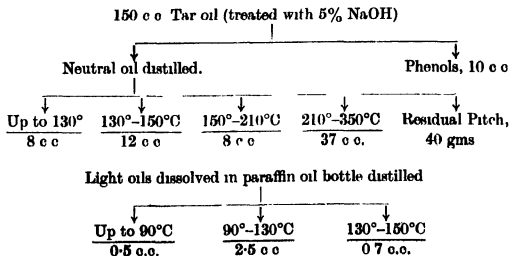 150 c c Tar oil (treated with 5% NaOH)
Neutral oil distilled. Phenols, 10 c c
Up to 130° 130°–150°C 150°–210°C 210°–350°C Residual Pitch,
8 c c 12 c c 8 c c 37 c.c. 40 gms
Light oils dissolved in paraffin oil bottle distilled
Up to 90°C 90°–130°C 130°–150°C
0·5 c.c. 2·5 c c 0 7 c.c.